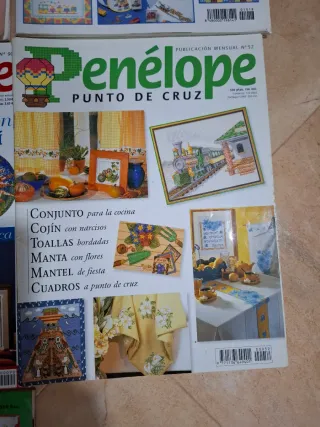 Penélope
PUBLICACIÓN MENSUAL Nº 52
PUNTO DE CRUZ
CONJUNTO para la cocina
COJÍN con narcisos
TOALLAS bordadas
MANTA con flores
MANTEL de fiesta
CUADROS a punto de cruz